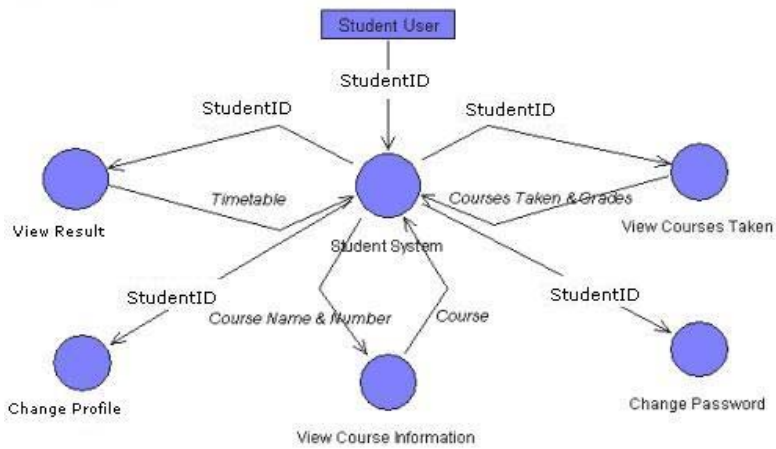 Student User
StudentID
StudentID
StudentID
Timetable
Courses Taken &Grades
View Result
Student System
View Courses Taken
StudentID
StudentID
Course Name & Number
Course
Change Profile
Change Password
View Course Information